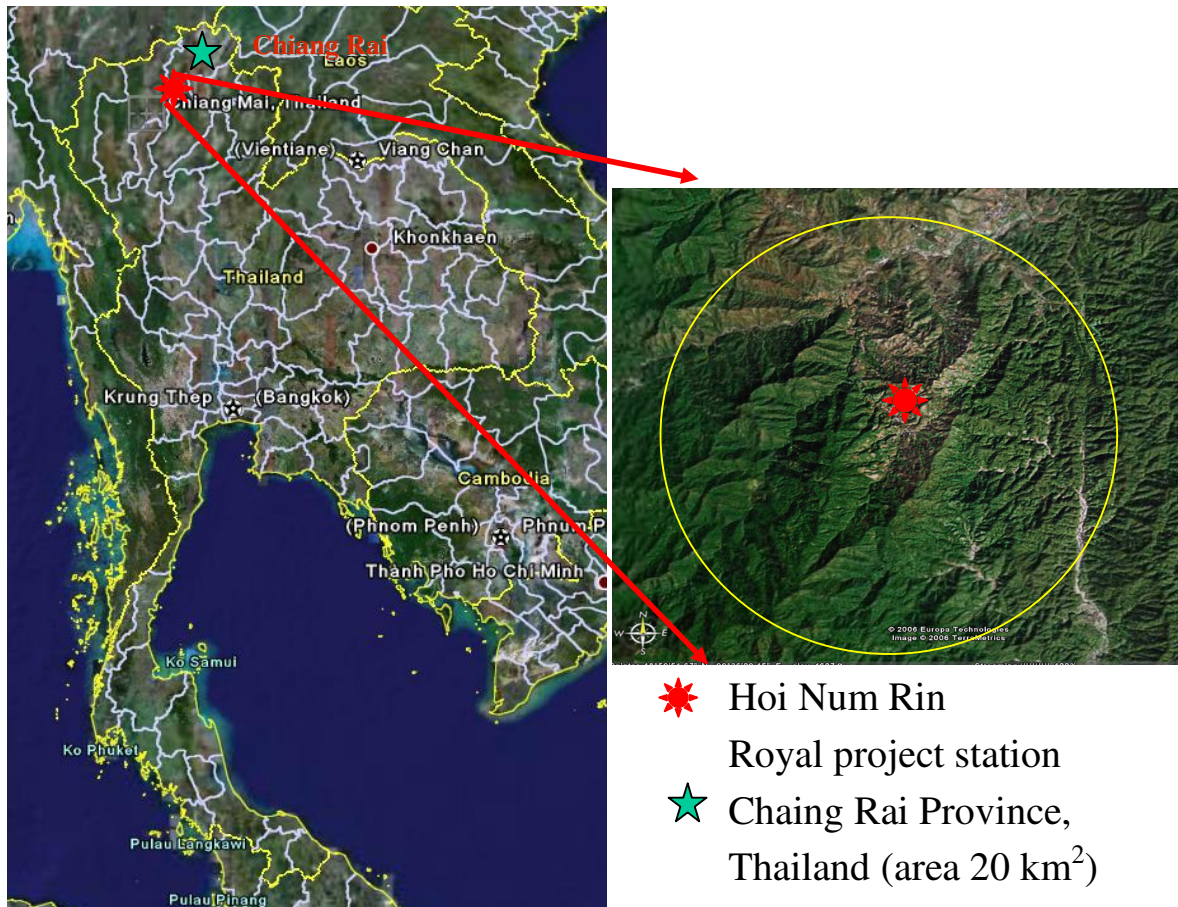 Chiang Rai
Laos
Chiang Mai, Thailand
(Vientiane) Viang Chan
Khonkhaen
Thailand
Krung Thep (Bangkok)
Cambodia
(Phnom Penh) Phnum P
Thanh Pho Ho Chi Minh
Ko Samui
Ko Phuket
Pulau Langkawi
Pulau Pinang
N
W E
S
© 2006 Europa Technologies
Image © 2006 TerraMetrics
Hoi Num Rin
Royal project station
Chaing Rai Province,
Thailand (area 20 km²)